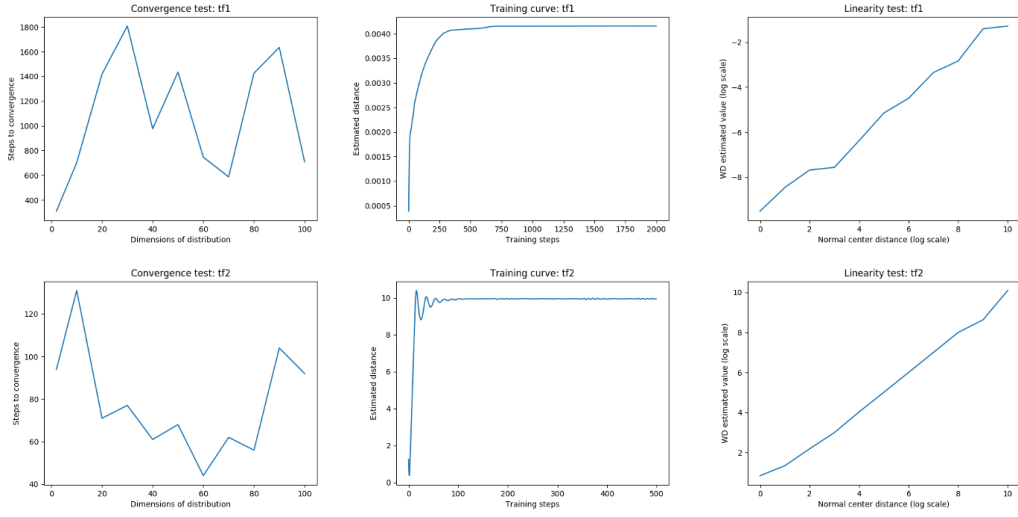 Convergence test: tf1
Steps to convergence
1800
1600
1400
1200
1000
800
600
400
0 20 40 60 80 100
Dimensions of distribution
Training curve: tf1
Estimated distance
0.0040
0.0035
0.0030
0.0025
0.0020
0.0015
0.0010
0.0005
0 250 500 750 1000 1250 1500 1750 2000
Training steps
Linearity test: tf1
WD estimated value (log scale)
−2
−4
−6
−8
0 2 4 6 8 10
Normal center distance (log scale)
Convergence test: tf2
Steps to convergence
120
100
80
60
40
0 20 40 60 80 100
Dimensions of distribution
Training curve: tf2
Estimated distance
10
8
6
4
2
0
0 100 200 300 400 500
Training steps
Linearity test: tf2
WD estimated value (log scale)
10
8
6
4
2
0 2 4 6 8 10
Normal center distance (log scale)